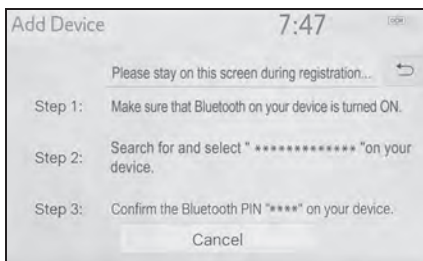 Add Device
7:47
Please stay on this screen during registration...
Step 1: Make sure that Bluetooth on your device is turned ON.
Step 2: Search for and select " ************* "on your
device.
Step 3: Confirm the Bluetooth PIN "****" on your device.
Cancel